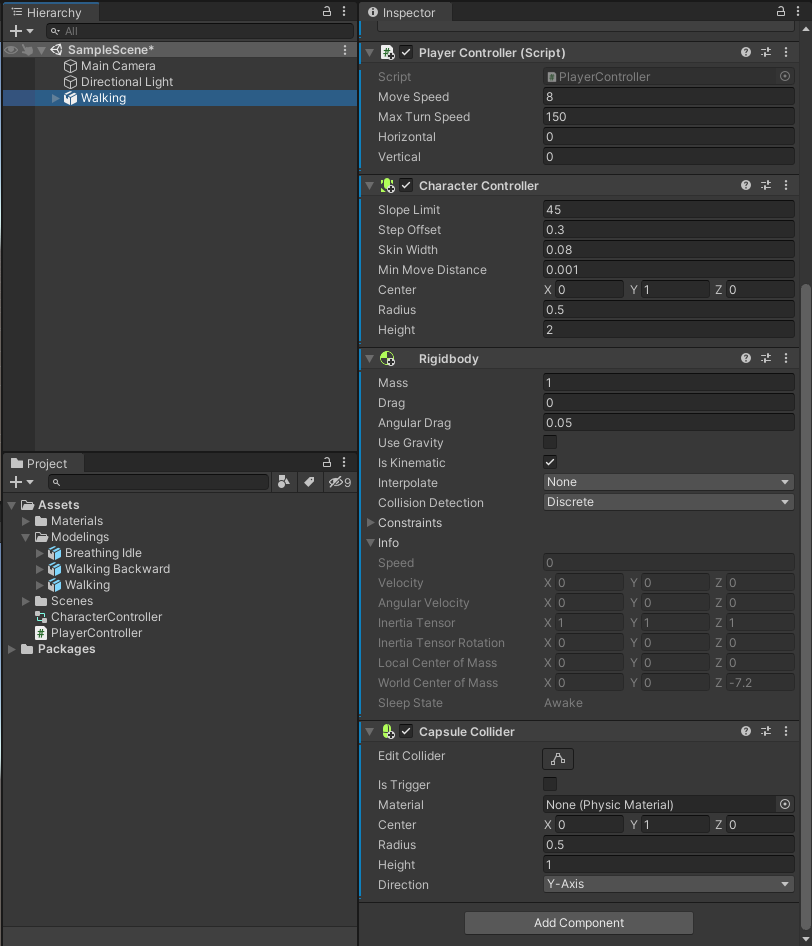 Hierarchy
All
SampleScene*
Main Camera
Directional Light
Walking
Project
9
Assets
Materials
Modelings
Breathing Idle
Walking Backward
Walking
Scenes
CharacterController
PlayerController
Packages
Inspector
Player Controller (Script)
Script PlayerController
Move Speed 8
Max Turn Speed 150
Horizontal 0
Vertical 0
Character Controller
Slope Limit 45
Step Offset 0.3
Skin Width 0.08
Min Move Distance 0.001
Center X 0 Y 1 Z 0
Radius 0.5
Height 2
Rigidbody
Mass 1
Drag 0
Angular Drag 0.05
Use Gravity
Is Kinematic
Interpolate None
Collision Detection Discrete
Constraints
Info
Speed 0
Velocity X 0 Y 0 Z 0
Angular Velocity X 0 Y 0 Z 0
Inertia Tensor X 1 Y 1 Z 1
Inertia Tensor Rotation X 0 Y 0 Z 0
Local Center of Mass X 0 Y 0 Z 0
World Center of Mass X 0 Y 0 Z -7.2
Sleep State Awake
Capsule Collider
Edit Collider
Is Trigger
Material None (Physic Material)
Center X 0 Y 1 Z 0
Radius 0.5
Height 1
Direction Y-Axis
Add Component